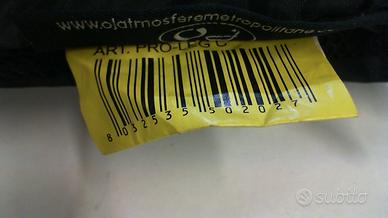 www.ojatmosferemetropolitane.
ART. PRO-LEG U
8 032535 502027
subito